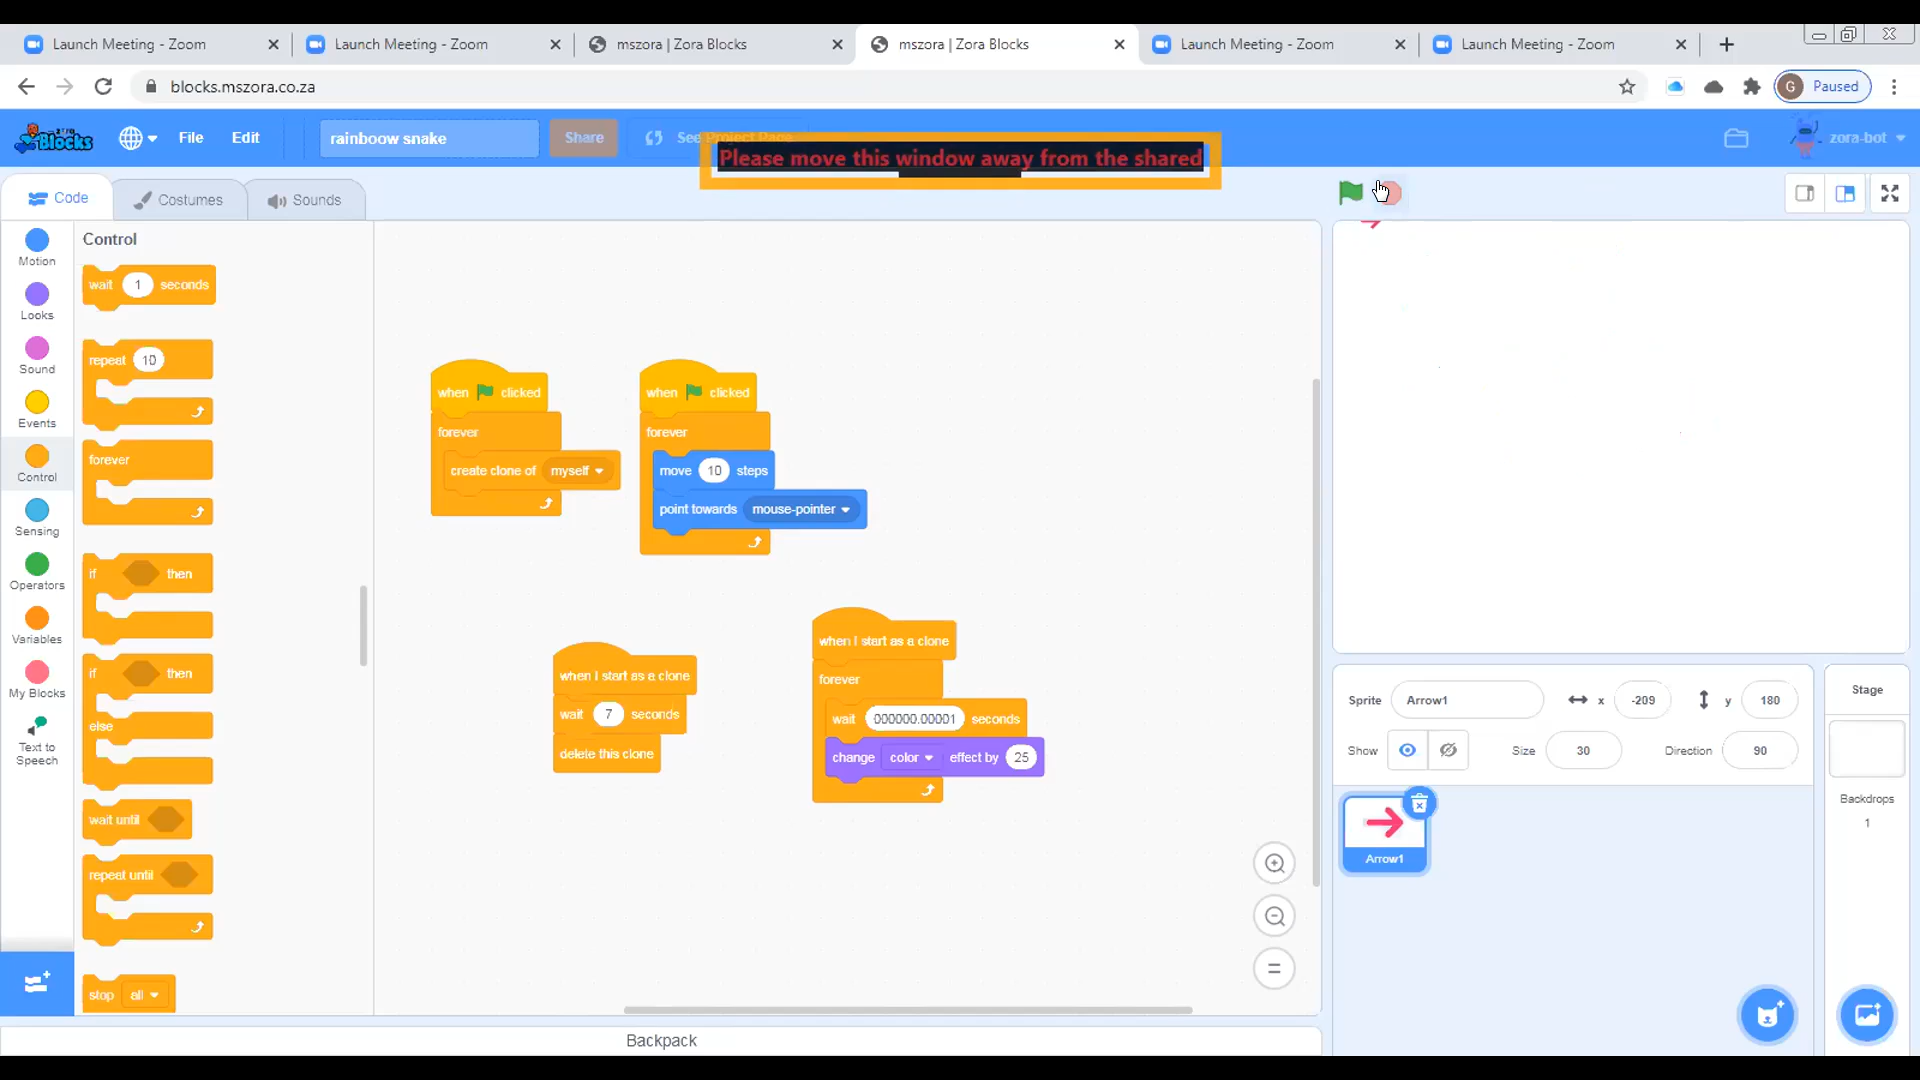 Launch Meeting - Zoom
Launch Meeting - Zoom
mszora | Zora Blocks
mszora | Zora Blocks
Launch Meeting - Zoom
Launch Meeting - Zoom
blocks.mszora.co.za
G Paused
Blocks
File
Edit
rainboow snake
Share
See Project Page
zora-bot
Please move this window away from the shared
Code
Costumes
Sounds
Motion
Looks
Sound
Events
Control
Sensing
Operators
Variables
My Blocks
Text to
Speech
Control
wait 1 seconds
repeat 10
forever
if then
if then
else
wait until
repeat until
stop all
when clicked
forever
create clone of myself
when clicked
forever
move 10 steps
point towards mouse-pointer
when I start as a clone
wait 7 seconds
delete this clone
when I start as a clone
forever
wait 000000.00001 seconds
change color effect by 25
Backpack
Sprite Arrow1 x -209 y 180
Show Size 30 Direction 90
Arrow1
Stage
Backdrops
1